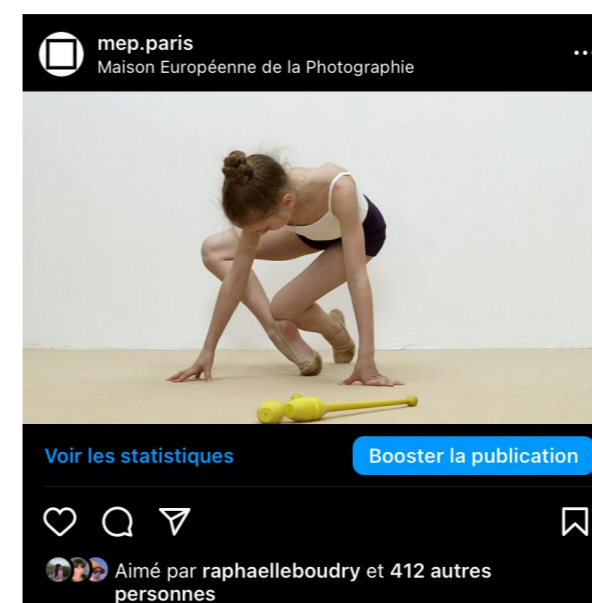 mep.paris
Maison Européenne de la Photographie
Voir les statistiques
Booster la publication
Aimé par raphaelleboudry et 412 autres
personnes